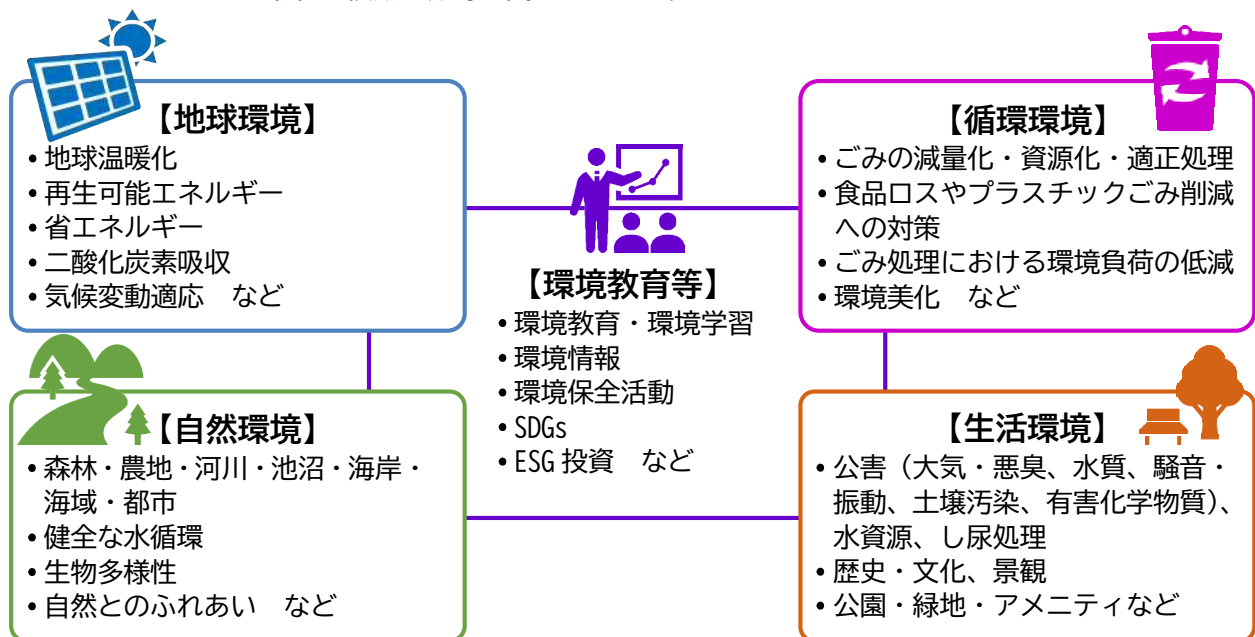 【地球環境】
• 地球温暖化
• 再生可能エネルギー
• 省エネルギー
• 二酸化炭素吸収
• 気候変動適応　など
【循環環境】
• ごみの減量化・資源化・適正処理
• 食品ロスやプラスチックごみ削減
への対策
• ごみ処理における環境負荷の低減
• 環境美化　など
【環境教育等】
• 環境教育・環境学習
• 環境情報
• 環境保全活動
• SDGs
• ESG 投資　など
【自然環境】
• 森林・農地・河川・池沼・海岸・
海域・都市
• 健全な水循環
• 生物多様性
• 自然とのふれあい　など
【生活環境】
• 公害（大気・悪臭、水質、騒音・
振動、土壌汚染、有害化学物質）、
水資源、し尿処理
• 歴史・文化、景観
• 公園・緑地・アメニティなど